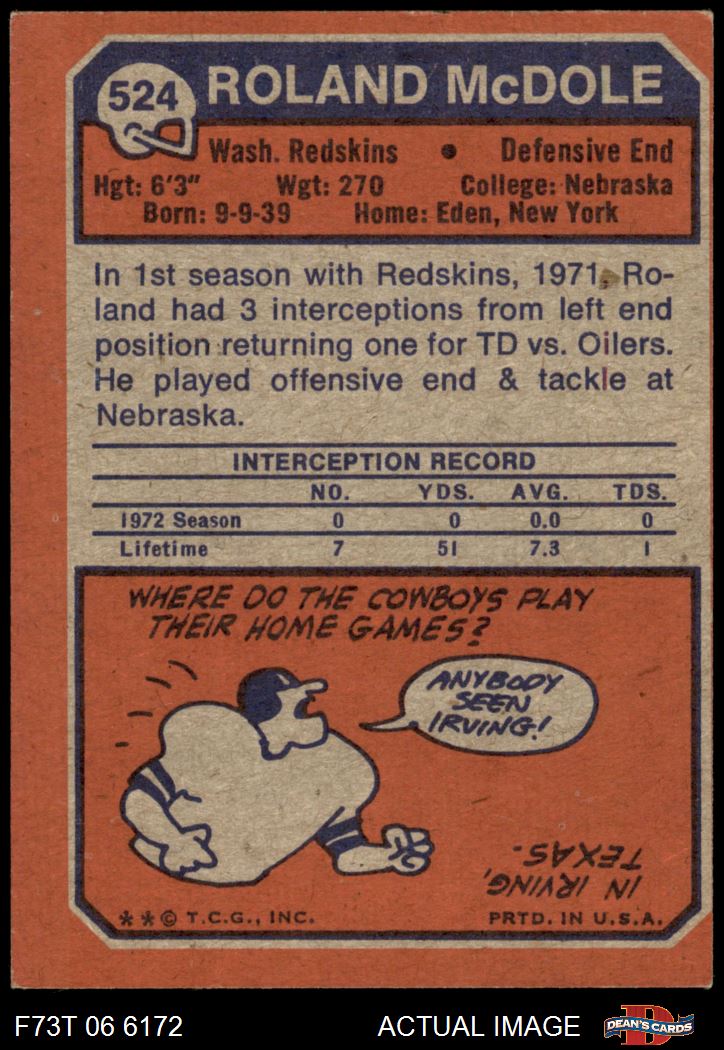 524 ROLAND McDOLE
Wash. Redskins • Defensive End
Hgt: 6'3" Wgt: 270 College: Nebraska
Born: 9-9-39 Home: Eden, New York
In 1st season with Redskins, 1971, Ro-
land had 3 interceptions from left end
position returning one for TD vs. Oilers.
He played offensive end & tackle at
Nebraska.
INTERCEPTION RECORD
NO. YDS. AVG. TDS.
1972 Season 0 0 0.0 0
Lifetime 7 51 7.3 1
WHERE DO THE COWBOYS PLAY
THEIR HOME GAMES?
ANYBODY
SEEN
IRVING!
IN IRVING,
TEXAS.
**© T.C.G., INC. PRTD. IN U.S.A.
F73T 06 6172 ACTUAL IMAGE D DEAN'S CARDS